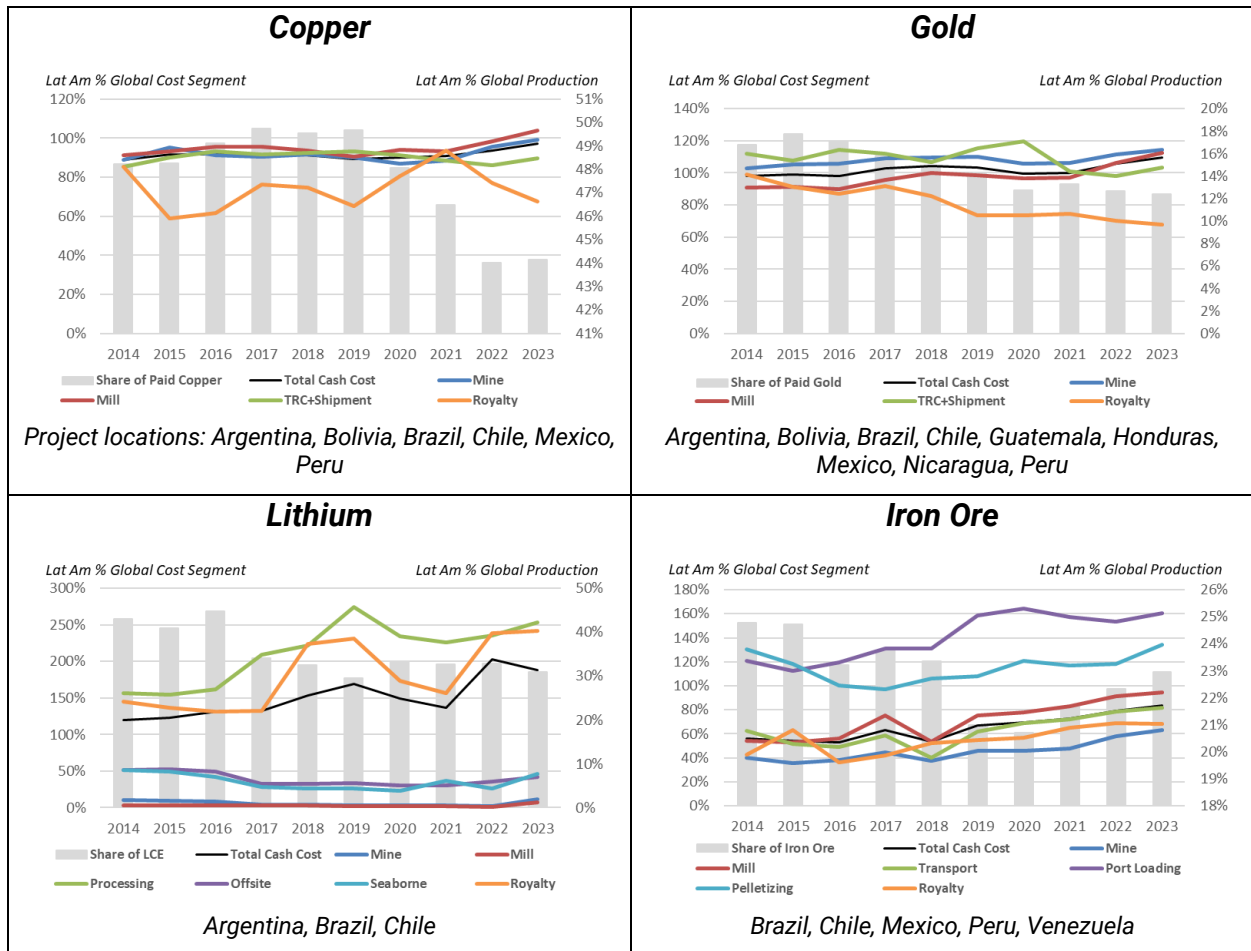 Copper
Lat Am % Global Cost Segment
Lat Am % Global Production
120%
100%
80%
60%
40%
20%
0%
51%
50%
49%
48%
47%
46%
45%
44%
43%
42%
41%
2014 2015 2016 2017 2018 2019 2020 2021 2022 2023
Share of Paid Copper Total Cash Cost Mine
Mill TRC+Shipment Royalty
Project locations: Argentina, Bolivia, Brazil, Chile, Mexico,
Peru
Gold
Lat Am % Global Cost Segment
Lat Am % Global Production
140%
120%
100%
80%
60%
40%
20%
0%
20%
18%
16%
14%
12%
10%
8%
6%
4%
2%
0%
2014 2015 2016 2017 2018 2019 2020 2021 2022 2023
Share of Paid Gold Total Cash Cost Mine
Mill TRC+Shipment Royalty
Argentina, Bolivia, Brazil, Chile, Guatemala, Honduras,
Mexico, Nicaragua, Peru
Lithium
Lat Am % Global Cost Segment
Lat Am % Global Production
300%
250%
200%
150%
100%
50%
0%
50%
40%
30%
20%
10%
0%
2014 2015 2016 2017 2018 2019 2020 2021 2022 2023
Share of LCE Total Cash Cost Mine Mill
Processing Offsite Seaborne Royalty
Argentina, Brazil, Chile
Iron Ore
Lat Am % Global Cost Segment
Lat Am % Global Production
180%
160%
140%
120%
100%
80%
60%
40%
20%
0%
26%
25%
24%
23%
22%
21%
20%
19%
18%
2014 2015 2016 2017 2018 2019 2020 2021 2022 2023
Share of Iron Ore Total Cash Cost Mine
Mill Transport Port Loading
Pelletizing Royalty
Brazil, Chile, Mexico, Peru, Venezuela